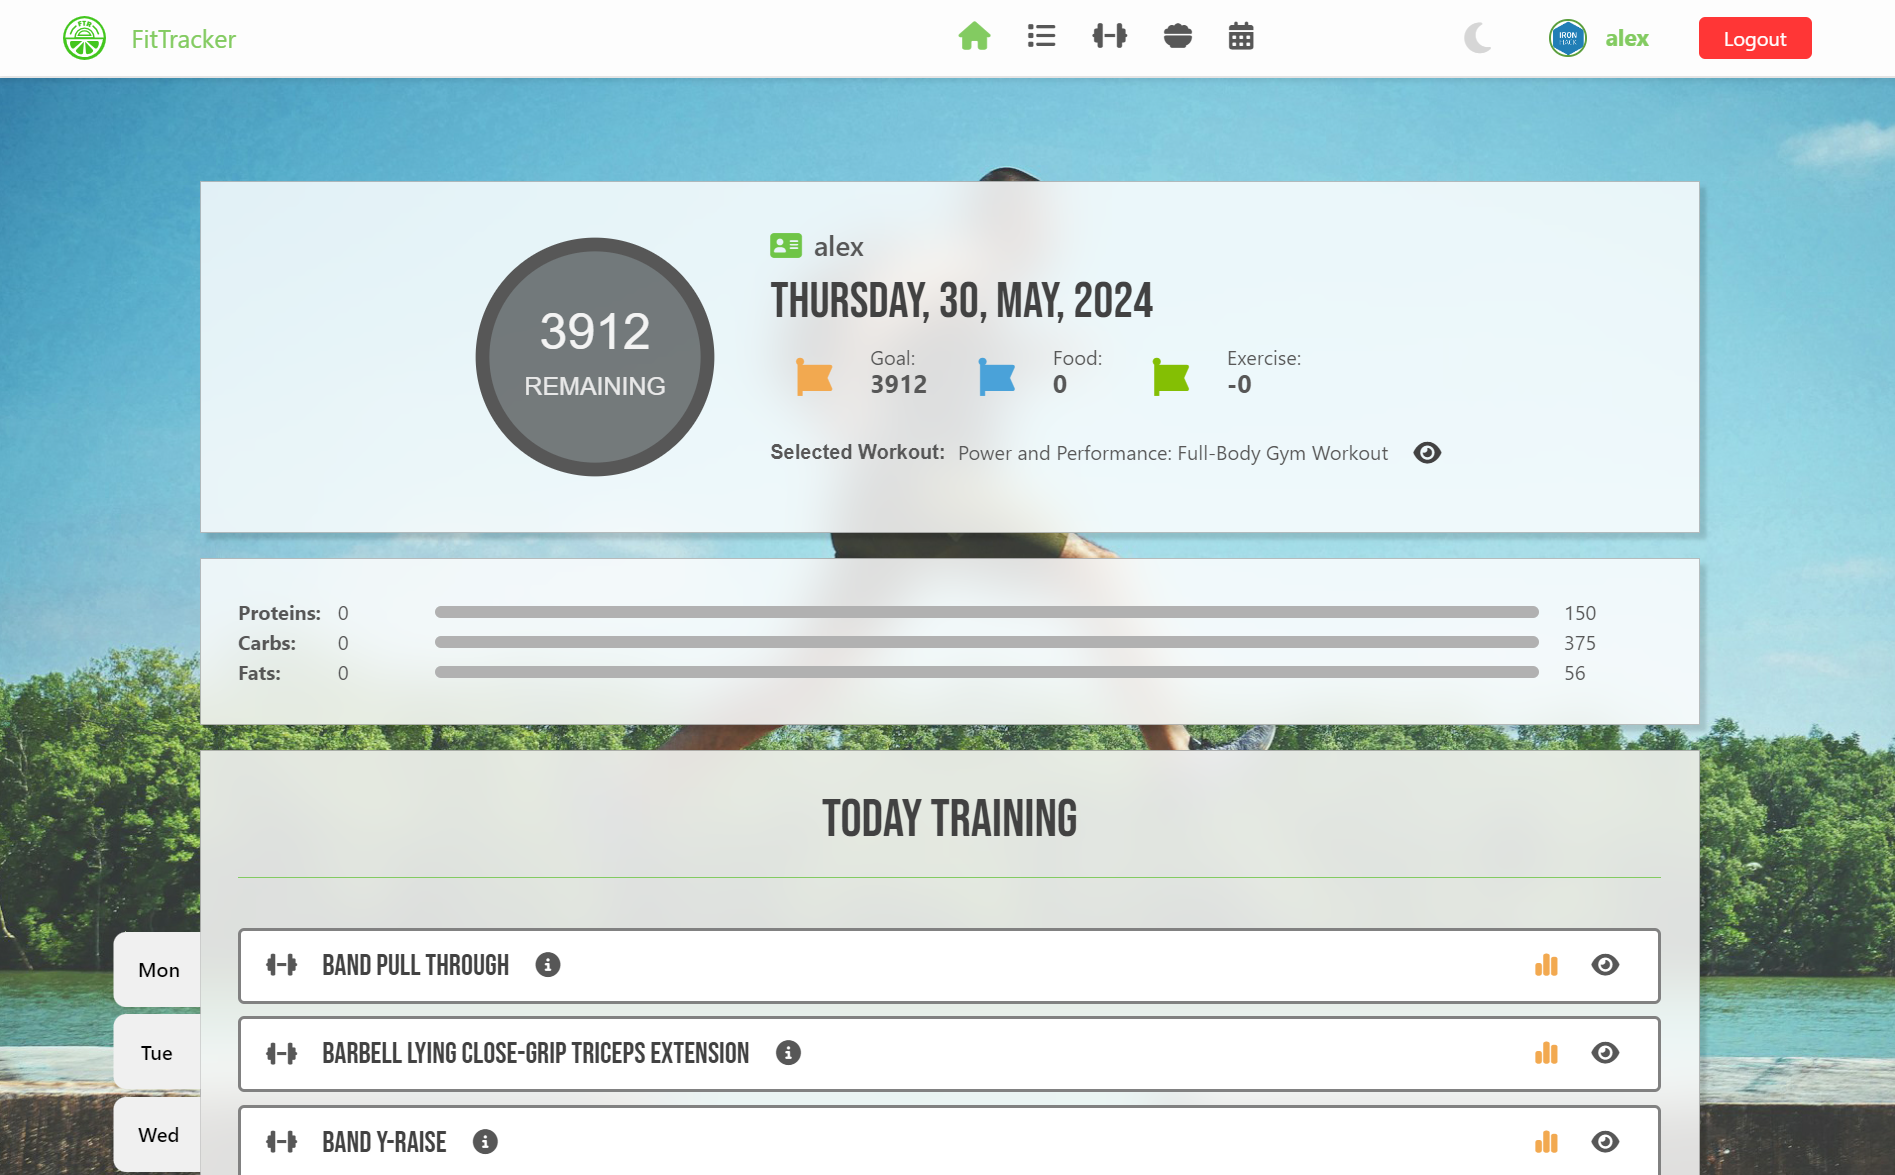 FitTracker
IRON
HACK
alex
Logout
3912
REMAINING
alex
THURSDAY, 30, MAY, 2024
Goal:
3912
Food:
0
Exercise:
-0
Selected Workout: Power and Performance: Full-Body Gym Workout
Proteins: 0 150
Carbs: 0 375
Fats: 0 56
TODAY TRAINING
Mon
Tue
Wed
BAND PULL THROUGH
BARBELL LYING CLOSE-GRIP TRICEPS EXTENSION
BAND Y-RAISE